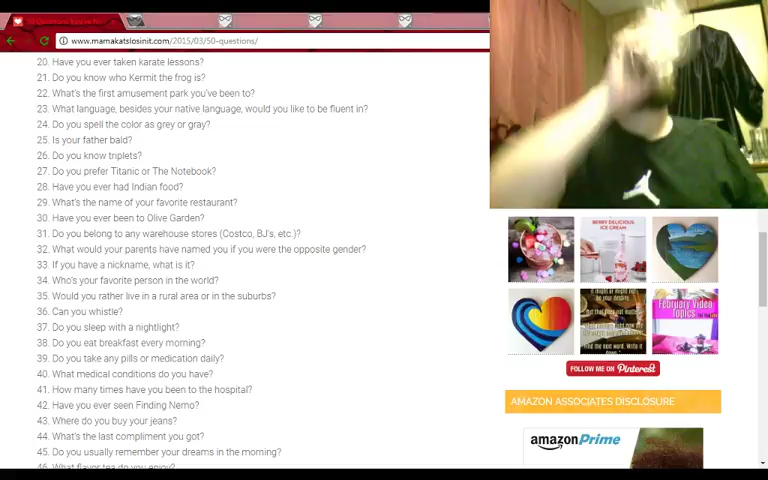 50 Questions You've N
www.mamakatslosinit.com/2015/03/50-questions/
20. Have you ever taken karate lessons?
21. Do you know who Kermit the frog is?
22. What's the first amusement park you've been to?
23. What language, besides your native language, would you like to be fluent in?
24. Do you spell the color as grey or gray?
25. Is your father bald?
26. Do you know triplets?
27. Do you prefer Titanic or The Notebook?
28. Have you ever had Indian food?
29. What's the name of your favorite restaurant?
30. Have you ever been to Olive Garden?
31. Do you belong to any warehouse stores (Costco, BJ's, etc.)?
32. What would your parents have named you if you were the opposite gender?
33. If you have a nickname, what is it?
34. Who's your favorite person in the world?
35. Would you rather live in a rural area or in the suburbs?
36. Can you whistle?
37. Do you sleep with a nightlight?
38. Do you eat breakfast every morning?
39. Do you take any pills or medication daily?
40. What medical conditions do you have?
41. How many times have you been to the hospital?
42. Have you ever seen Finding Nemo?
43. Where do you buy your jeans?
44. What's the last compliment you got?
45. Do you usually remember your dreams in the morning?
46. What flavor tea do you enjoy?
BERRY DELICIOUS
ICE CREAM
February Video
Topics
FOLLOW ME ON Pinterest
AMAZON ASSOCIATES DISCLOSURE
amazonPrime